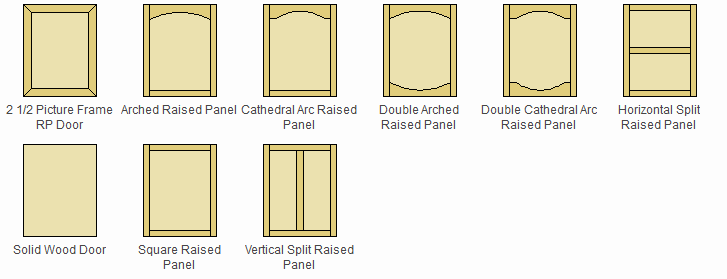 2 1/2 Picture Frame
RP Door
Arched Raised Panel
Cathedral Arc Raised
Panel
Double Arched
Raised Panel
Double Cathedral Arc
Raised Panel
Horizontal Split
Raised Panel
Solid Wood Door
Square Raised
Panel
Vertical Split Raised
Panel